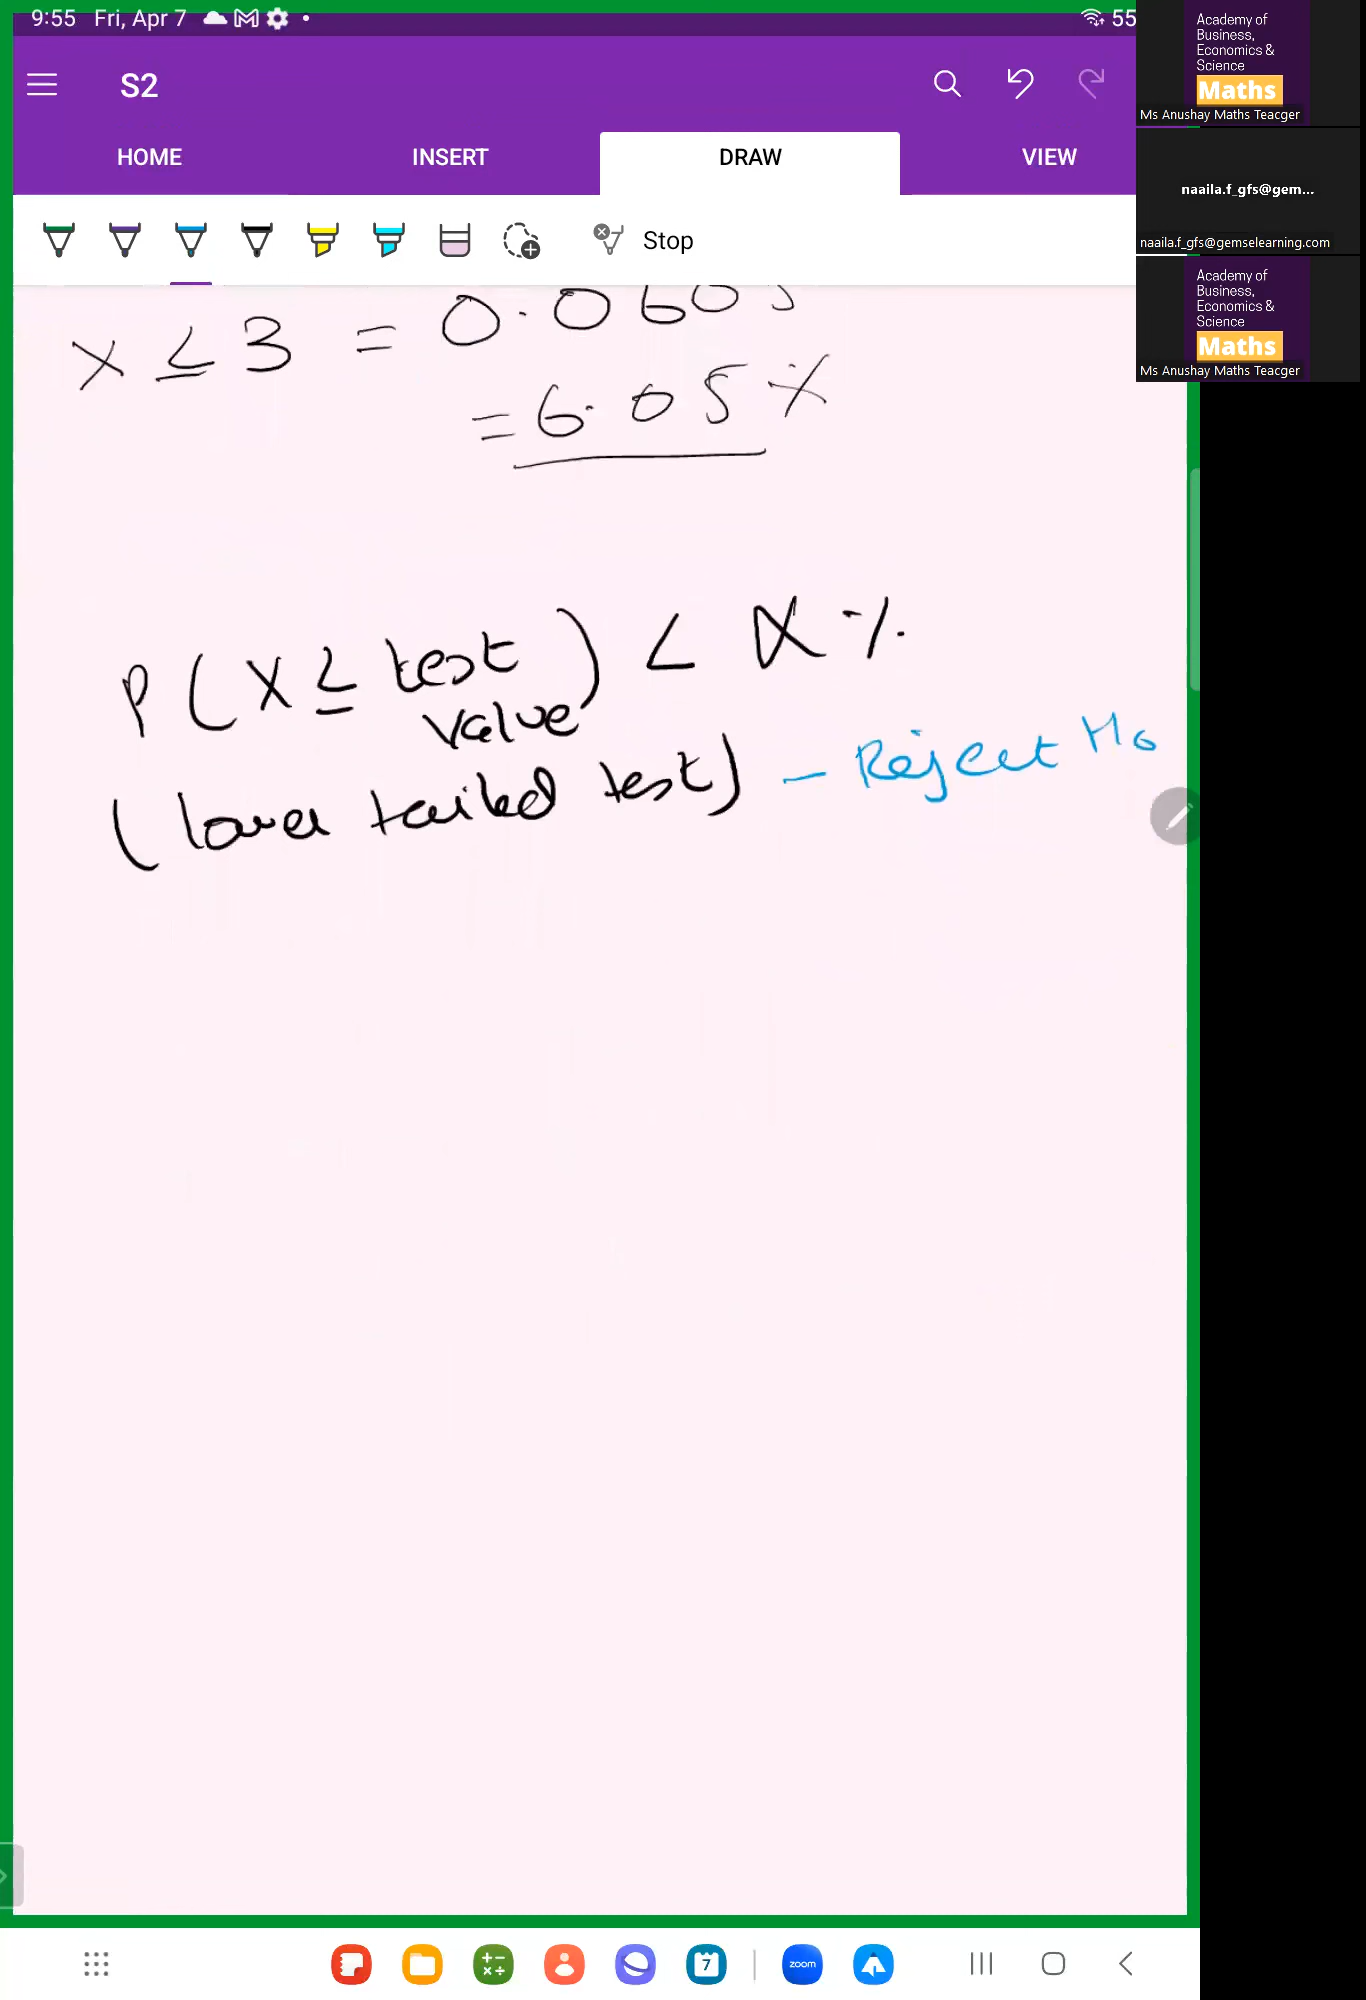 9:55 Fri, Apr 7
55
S2
HOME INSERT DRAW VIEW
Stop
Academy of
Business,
Economics &
Science
Maths
Ms Anushay Maths Teacger
naaila.f_gfs@gem...
naaila.f_gfs@gemselearning.com
Academy of
Business,
Economics &
Science
Maths
Ms Anushay Maths Teacger
X ≤ 3 = 0.0605
= 6.05%
P(X ≤ test value) < α%
(lower tailed test) – Reject H₀
7
zoom